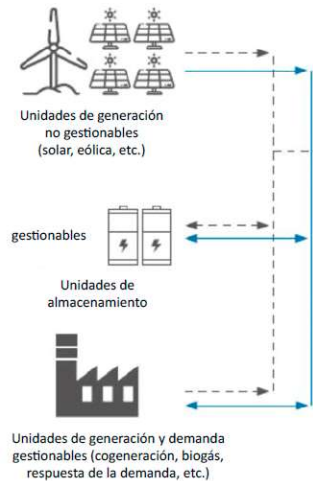 Unidades de generación
no gestionables
(solar, eólica, etc.)
gestionables
Unidades de
almacenamiento
Unidades de generación y demanda
gestionables (cogeneración, biogás,
respuesta de la demanda, etc.)